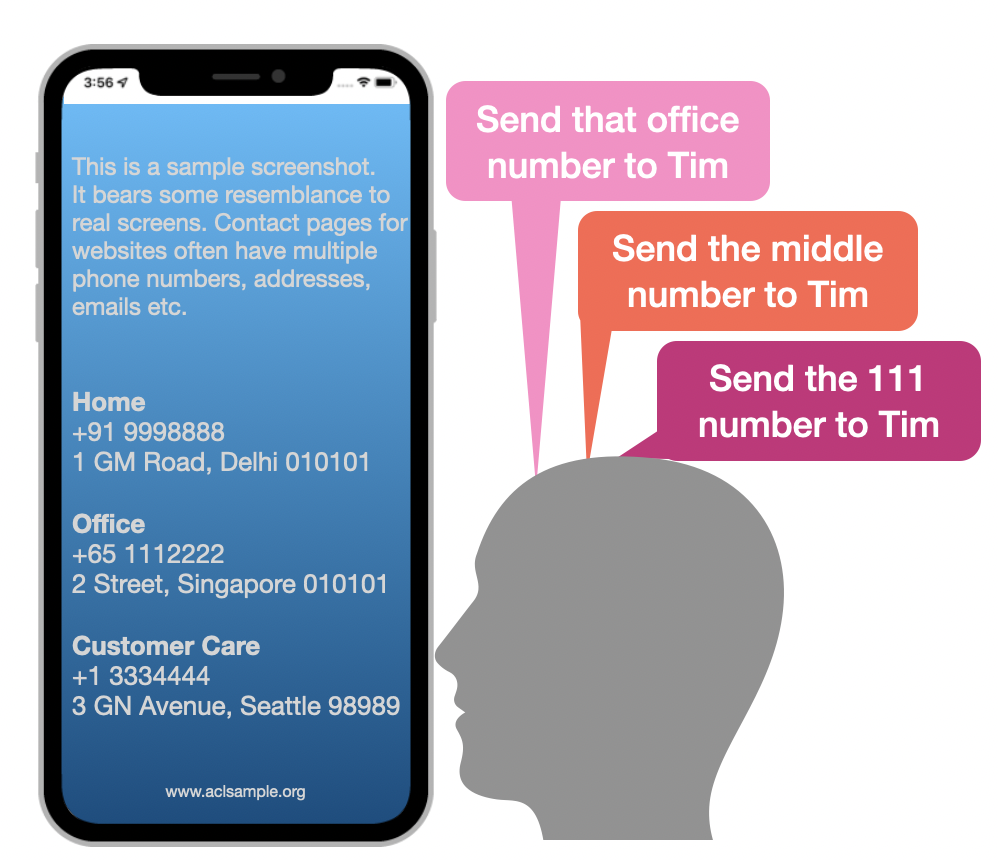 3:56
This is a sample screenshot.
It bears some resemblance to
real screens. Contact pages for
websites often have multiple
phone numbers, addresses,
emails etc.
Home
+91 9998888
1 GM Road, Delhi 010101
Office
+65 1112222
2 Street, Singapore 010101
Customer Care
+1 3334444
3 GN Avenue, Seattle 98989
www.aclsample.org
Send that office
number to Tim
Send the middle
number to Tim
Send the 111
number to Tim